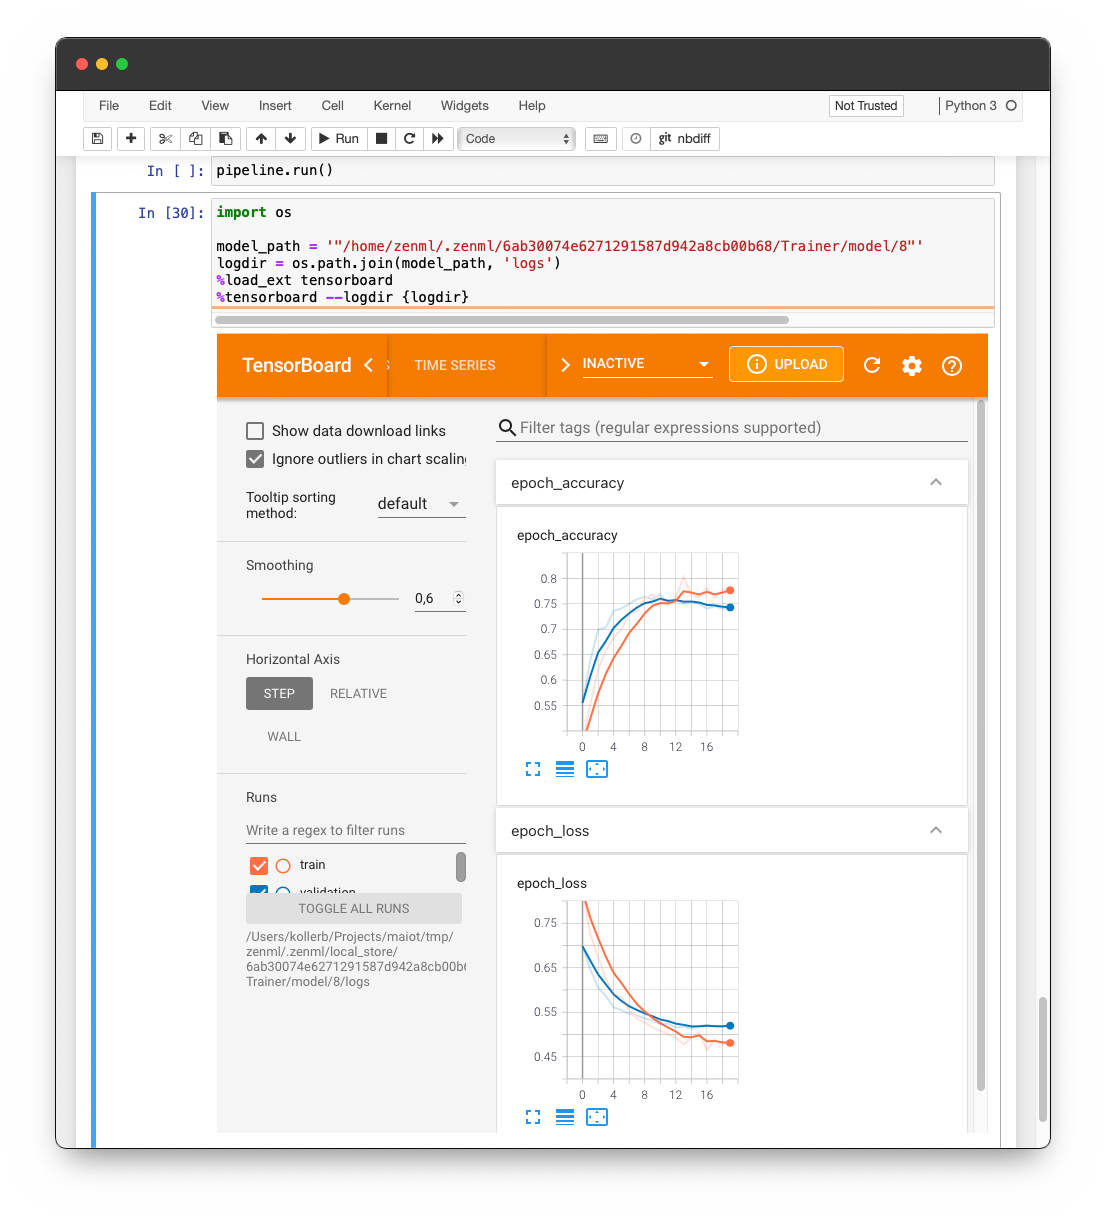 File Edit View Insert Cell Kernel Widgets Help Not Trusted Python 3
Run Code git nbdiff
In [ ]: pipeline.run()
In [30]: import os
model_path = '"/home/zenml/.zenml/6ab30074e6271291587d942a8cb00b68/Trainer/model/8"'
logdir = os.path.join(model_path, 'logs')
%load_ext tensorboard
%tensorboard --logdir {logdir}
TensorBoard S TIME SERIES INACTIVE UPLOAD
Show data download links
Ignore outliers in chart scaling
Tooltip sorting
method:
default
Smoothing
0,6
Horizontal Axis
STEP RELATIVE
WALL
Runs
Write a regex to filter runs
train
validation
TOGGLE ALL RUNS
/Users/kollerb/Projects/maiot/tmp/
zenml/.zenml/local_store/
6ab30074e6271291587d942a8cb00b6
Trainer/model/8/logs
Filter tags (regular expressions supported)
epoch_accuracy
epoch_accuracy
0.8
0.75
0.7
0.65
0.6
0.55
0 4 8 12 16
epoch_loss
epoch_loss
0.75
0.65
0.55
0.45
0 4 8 12 16